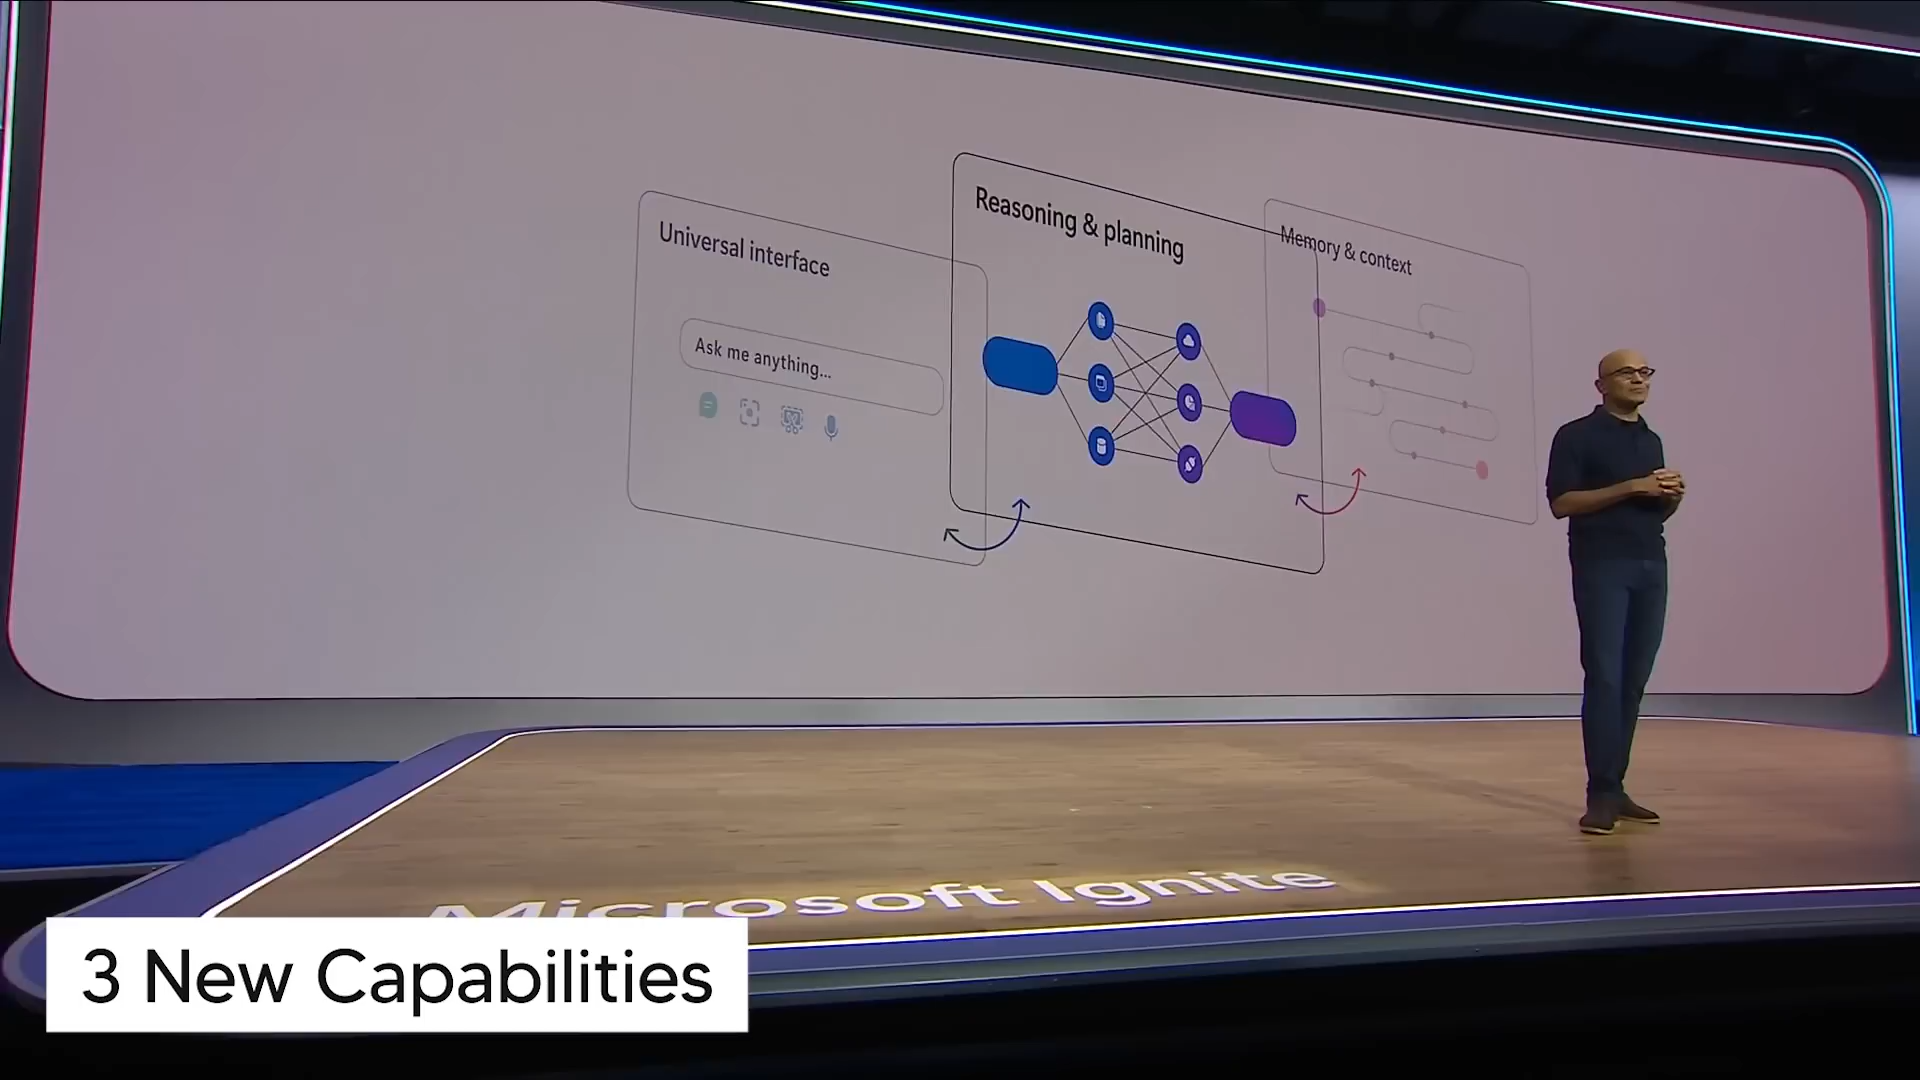 Universal interface
Ask me anything...
Reasoning & planning
Memory & context
Microsoft Ignite
3 New Capabilities